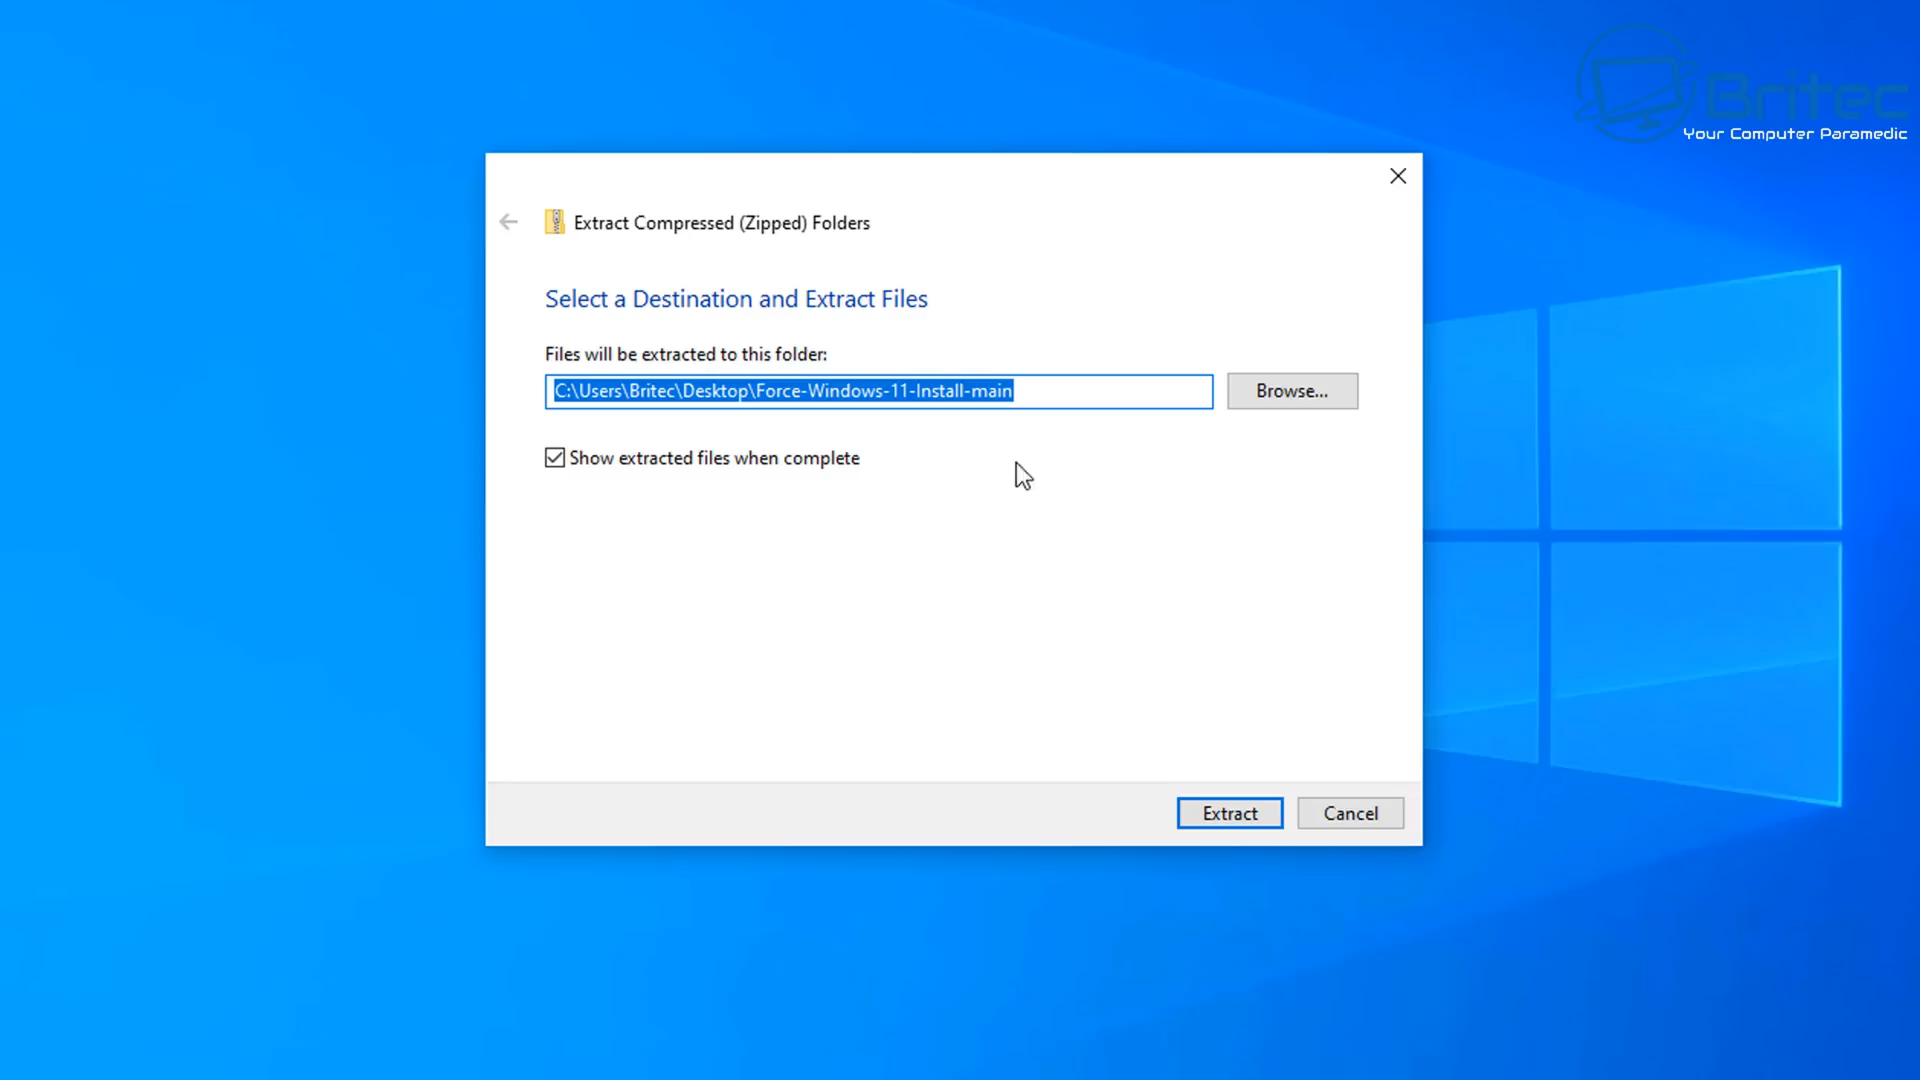 Britec
Your Computer Paramedic
Extract Compressed (Zipped) Folders
Select a Destination and Extract Files
Files will be extracted to this folder:
C:\Users\Britec\Desktop\Force-Windows-11-Install-main
Browse...
Show extracted files when complete
Extract
Cancel